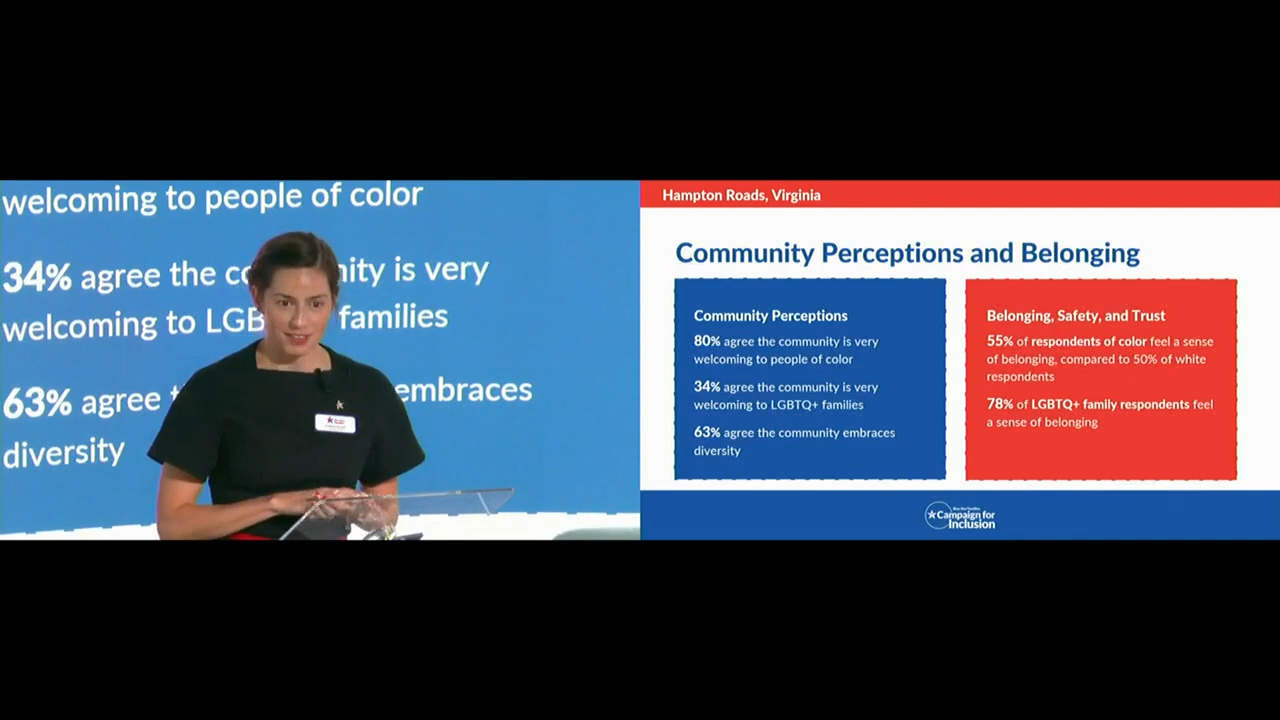 welcoming to people of color
34% agree the co nity is very
welcoming to LGB families
63% agree embraces
diversity
Hampton Roads, Virginia
Community Perceptions and Belonging
Community Perceptions
80% agree the community is very
welcoming to people of color
34% agree the community is very
welcoming to LGBTQ+ families
63% agree the community embraces
diversity
Belonging, Safety, and Trust
55% of respondents of color feel a sense
of belonging, compared to 50% of white
respondents
78% of LGBTQ+ family respondents feel
a sense of belonging
Campaign for
Inclusion